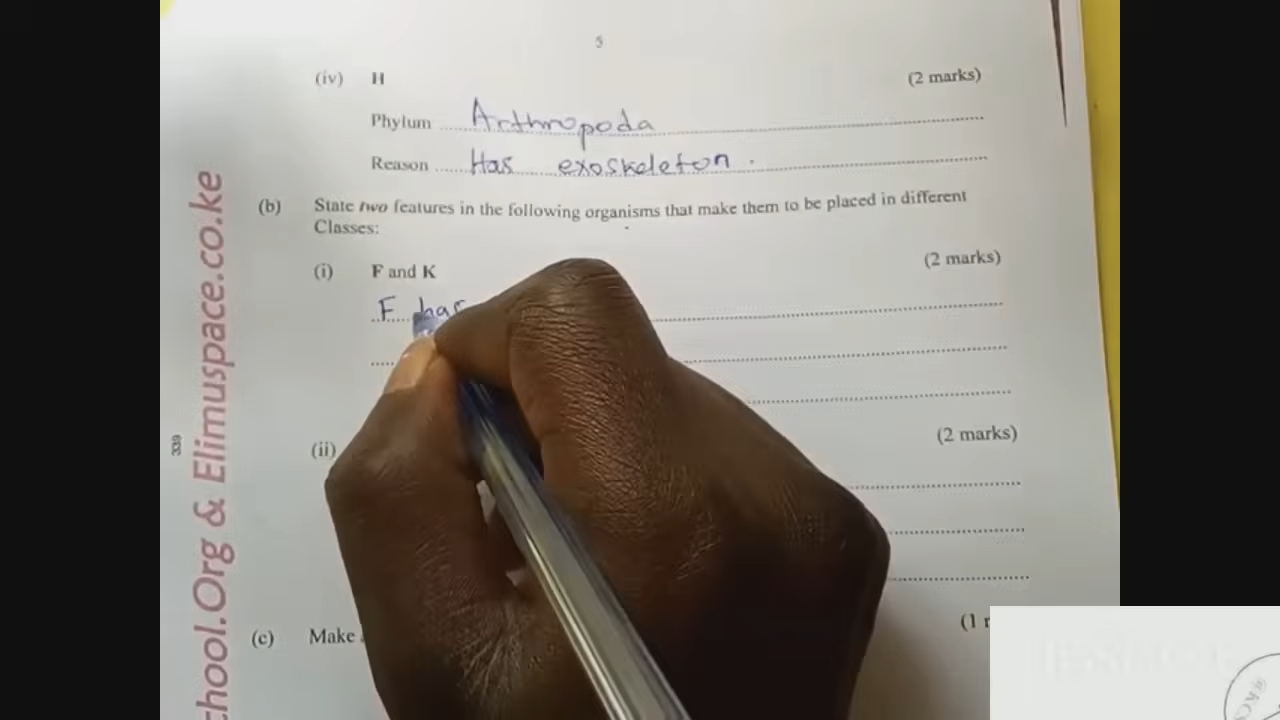 5
(iv) H (2 marks)
Phylum Arthropoda
Reason Has exoskeleton.
(b) State two features in the following organisms that make them to be placed in different
Classes:
(i) F and K (2 marks)
F has
(ii) (2 marks)
(c) Make (1
339
chool.Org & Elimuspace.co.ke